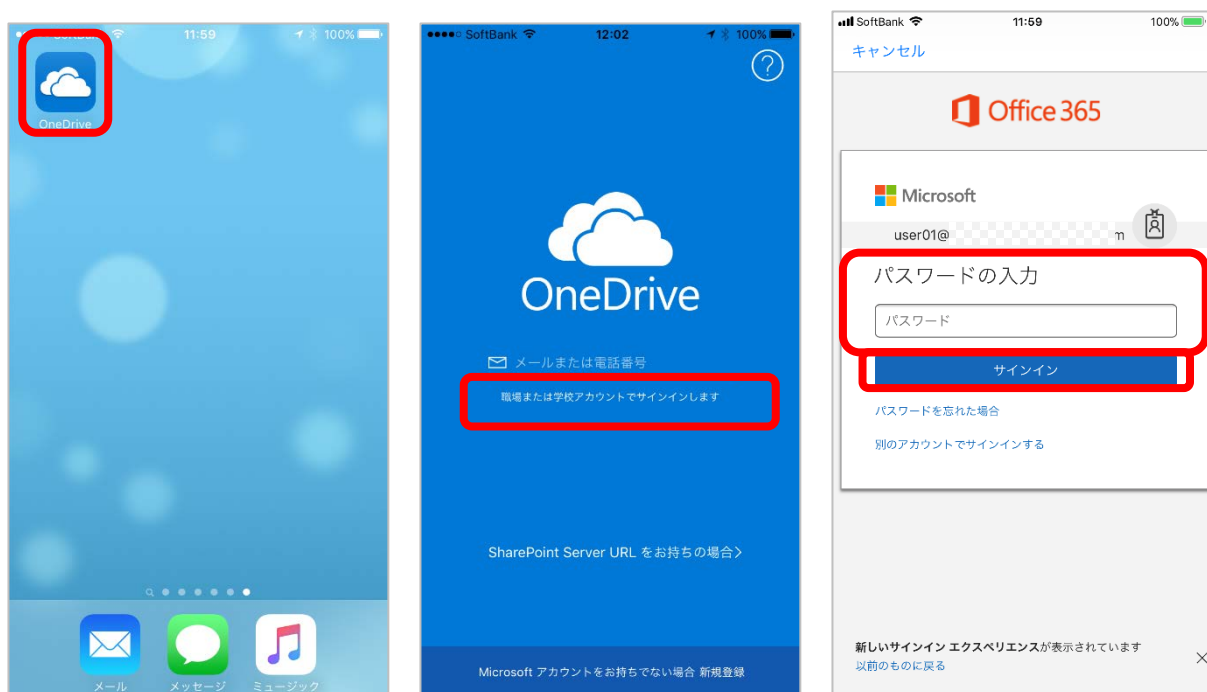 SoftBank 11:59 100%
OneDrive
メール メッセージ ミュージック
SoftBank 12:02 100%
?
OneDrive
メールまたは電話番号
職場または学校アカウントでサインインします
SharePoint Server URL をお持ちの場合>
Microsoft アカウントをお持ちでない場合 新規登録
SoftBank 11:59 100%
キャンセル
Office 365
Microsoft
user01@ m
パスワードの入力
パスワード
サインイン
パスワードを忘れた場合
別のアカウントでサインインする
新しいサインイン エクスペリエンスが表示されています
以前のものに戻る